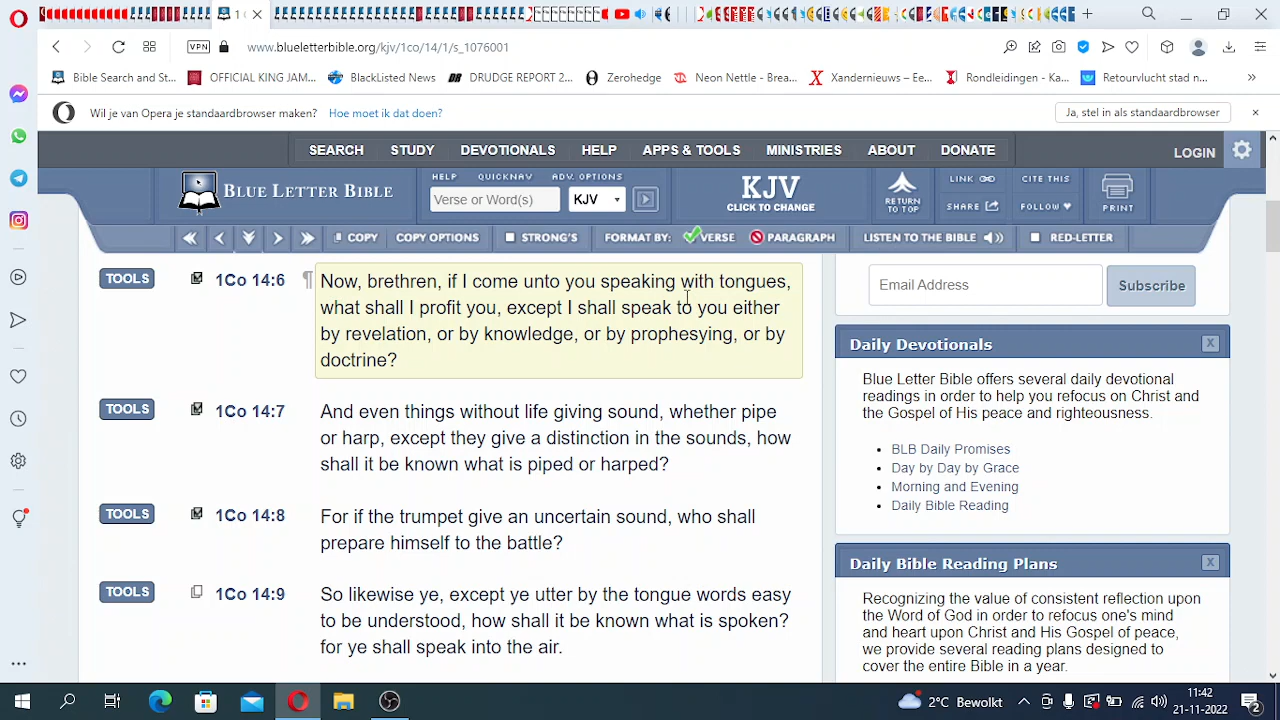 1
www.blueletterbible.org/kjv/1co/14/1/s_1076001
VPN
Bible Search and St... OFFICIAL KING JAM... BlackListed News DRUDGE REPORT 2... Zerohedge Neon Nettle - Brea... Xandernieuws – Ee... Rondleidingen - Ka... Retourvlucht stad n...
Wil je van Opera je standaardbrowser maken? Hoe moet ik dat doen? Ja, stel in als standaardbrowser
SEARCH STUDY DEVOTIONALS HELP APPS & TOOLS MINISTRIES ABOUT DONATE LOGIN
BLUE LETTER BIBLE
HELP QUICKNAV ADV. OPTIONS
Verse or Word(s) KJV
KJV
CLICK TO CHANGE
RETURN
TO TOP
LINK CITE THIS
SHARE FOLLOW
PRINT
COPY COPY OPTIONS STRONG'S FORMAT BY: VERSE PARAGRAPH LISTEN TO THE BIBLE RED-LETTER
TOOLS 1Co 14:6 ¶ Now, brethren, if I come unto you speaking with tongues,
what shall I profit you, except I shall speak to you either
by revelation, or by knowledge, or by prophesying, or by
doctrine?
TOOLS 1Co 14:7 And even things without life giving sound, whether pipe
or harp, except they give a distinction in the sounds, how
shall it be known what is piped or harped?
TOOLS 1Co 14:8 For if the trumpet give an uncertain sound, who shall
prepare himself to the battle?
TOOLS 1Co 14:9 So likewise ye, except ye utter by the tongue words easy
to be understood, how shall it be known what is spoken?
for ye shall speak into the air.
Email Address Subscribe
Daily Devotionals X
Blue Letter Bible offers several daily devotional
readings in order to help you refocus on Christ and
the Gospel of His peace and righteousness.
BLB Daily Promises
Day by Day by Grace
Morning and Evening
Daily Bible Reading
Daily Bible Reading Plans X
Recognizing the value of consistent reflection upon
the Word of God in order to refocus one's mind
and heart upon Christ and His Gospel of peace,
we provide several reading plans designed to
cover the entire Bible in a year.
2°C Bewolkt
11:42
21-11-2022
2